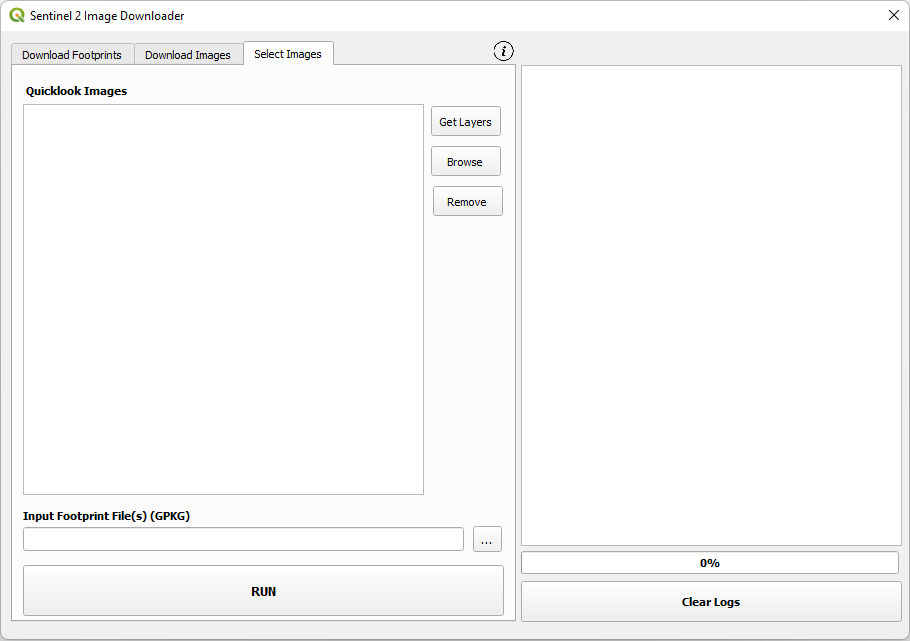 Sentinel 2 Image Downloader
Download Footprints
Download Images
Select Images
i
Quicklook Images
Get Layers
Browse
Remove
Input Footprint File(s) (GPKG)
...
RUN
0%
Clear Logs